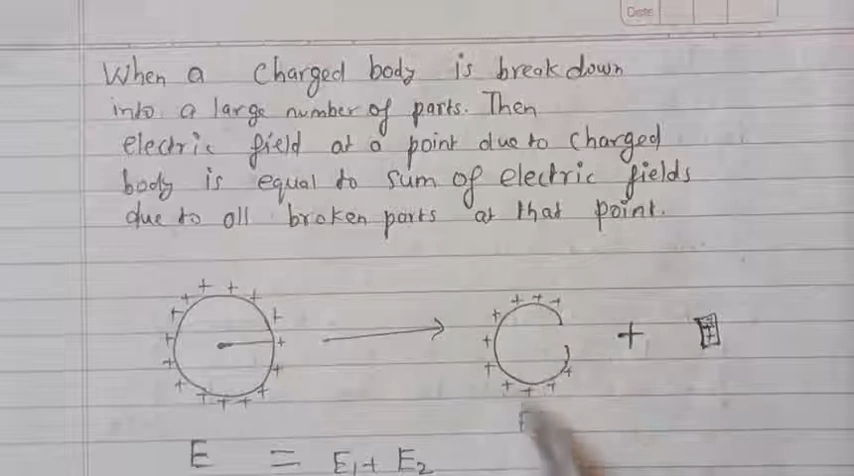 Date
When a charged body is break down
into a large number of parts. Then
electric field at a point due to charged
body is equal to sum of electric fields
due to all broken parts at that point.
+
E = E1 + E2